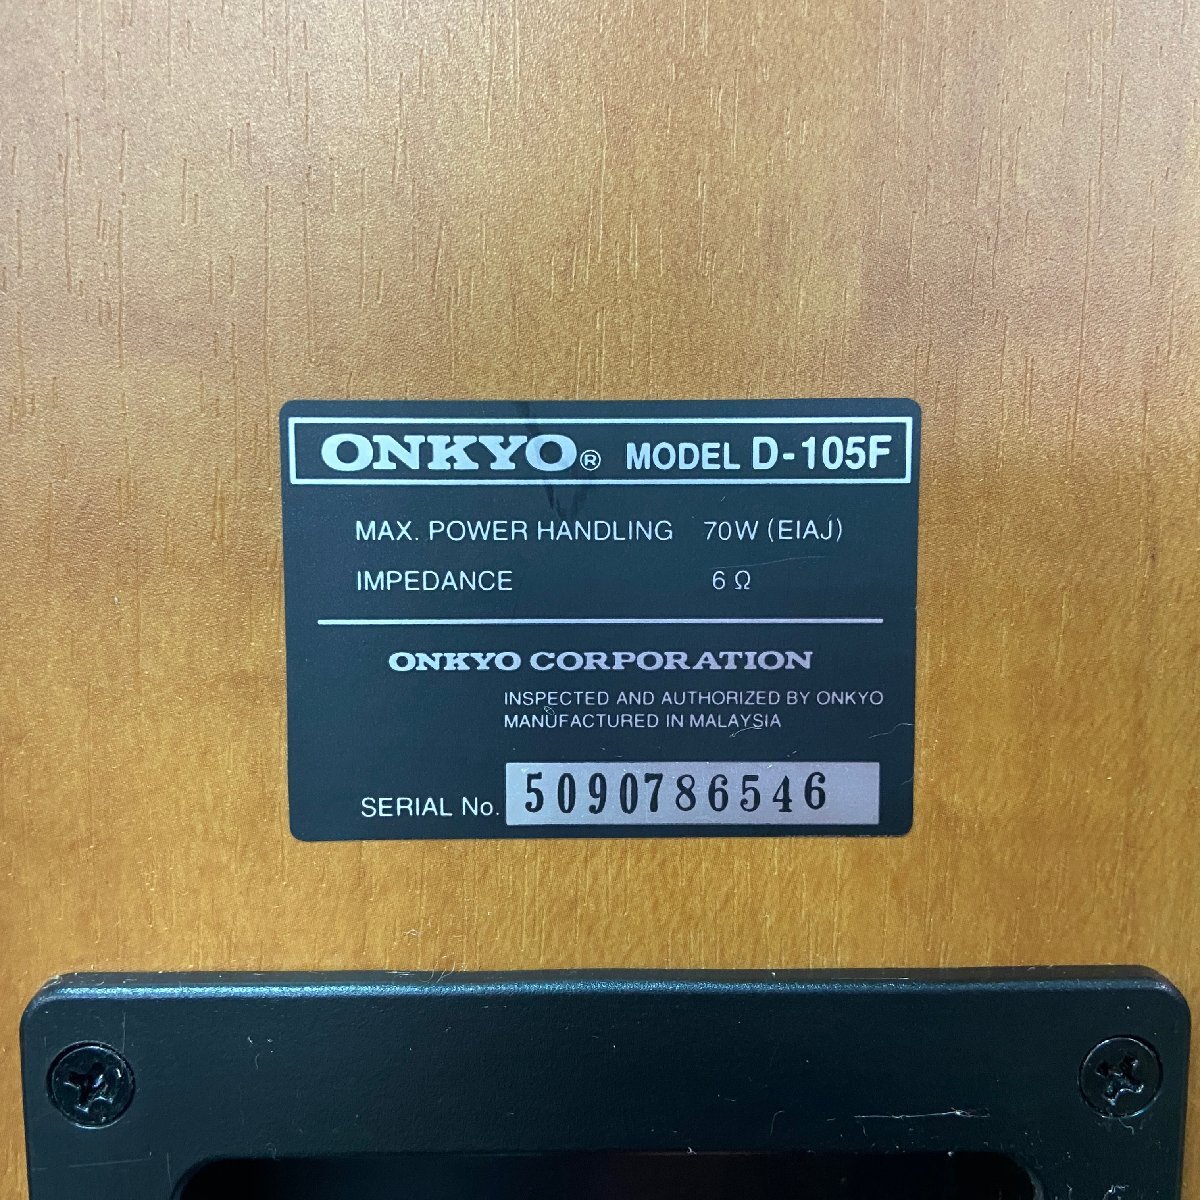 ONKYO® MODEL D-105F
MAX. POWER HANDLING 70W (EIAJ)
IMPEDANCE 6 Ω
ONKYO CORPORATION
INSPECTED AND AUTHORIZED BY ONKYO
MANUFACTURED IN MALAYSIA
SERIAL No. 5090786546